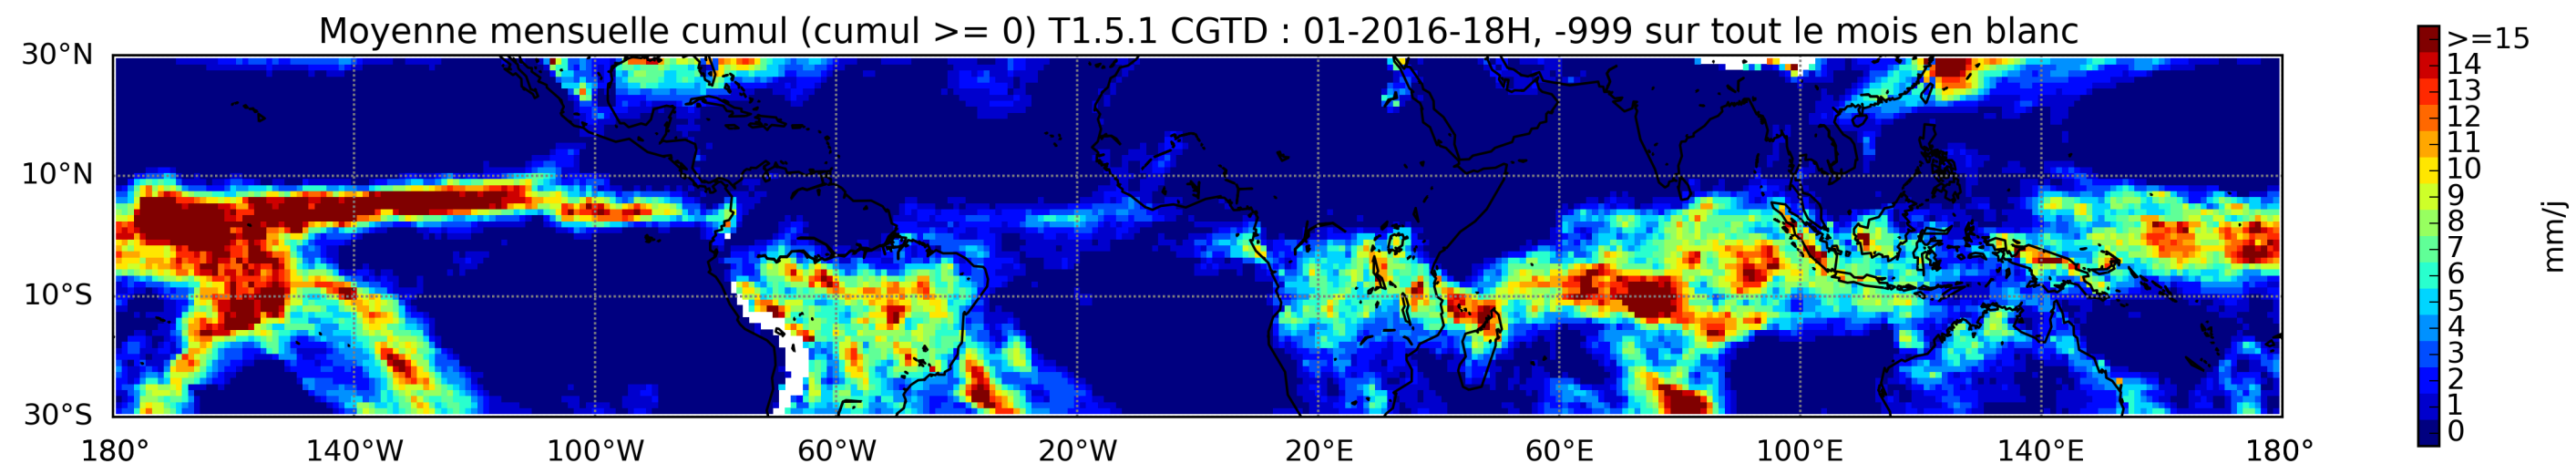 Moyenne mensuelle cumul (cumul >= 0) T1.5.1 CGTD : 01-2016-18H, -999 sur tout le mois en blanc
30°N
10°N
10°S
30°S
180°
140°W
100°W
60°W
20°W
20°E
60°E
100°E
140°E
180°
>=15
14
13
12
11
10
9
8
7
6
5
4
3
2
1
0
mm/j